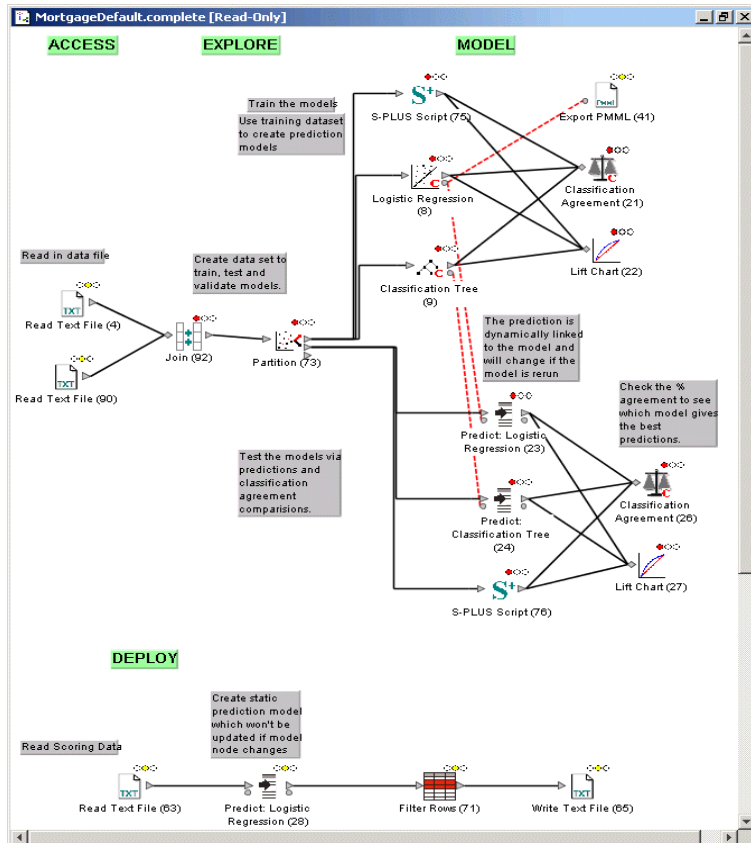 MortgageDefault.complete [Read-Only]
ACCESS
EXPLORE
MODEL
Train the models
Use training dataset
to create prediction
models
S+
S-PLUS Script (75)
Pmml
Export PMML (41)
C
Logistic Regression
(8)
C
Classification
Agreement (21)
C
Classification Tree
(9)
Lift Chart (22)
Read in data file
Create data set to
train, test and
validate models.
TXT
Read Text File (4)
Join (92)
Partition (73)
TXT
Read Text File (90)
The prediction is
dynamically linked
to the model and
will change if the
model is rerun
Check the %
agreement to see
which model gives
the best
predictions.
Predict: Logistic
Regression (23)
Test the models via
predictions and
classification
agreement
comparisions.
C
Classification
Agreement (26)
Predict:
Classification Tree
(24)
Lift Chart (27)
S+
S-PLUS Script (76)
DEPLOY
Create static
prediction model
which won't be
updated if model
node changes
Read Scoring Data
TXT
Read Text File (63)
Predict: Logistic
Regression (28)
Filter Rows (71)
TXT
Write Text File (65)